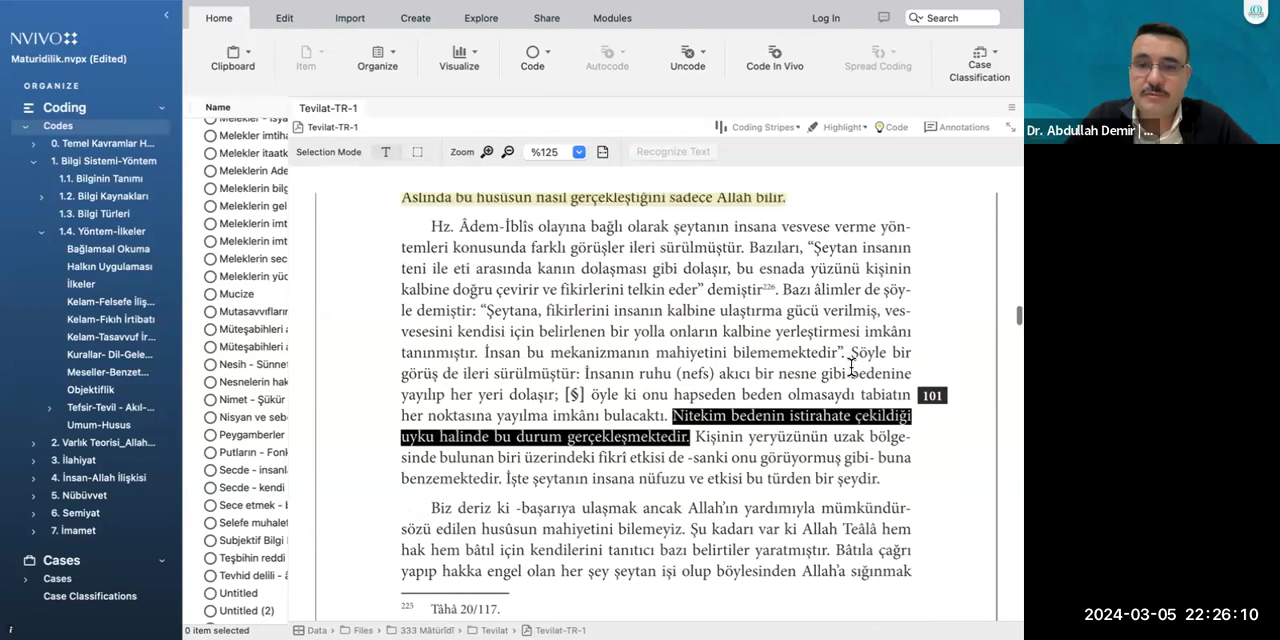 Home
Edit
Import
Create
Explore
Share
Modules
Log In
Search
NVIVO
Maturidilik.nvpx (Edited)
Clipboard
Item
Organize
Visualize
Code
Autocode
Uncode
Code In Vivo
Spread Coding
Case
Classification
ORGANIZE
Coding
Codes
0. Temel Kavramlar H...
1. Bilgi Sistemi-Yöntem
1.1. Bilginin Tanımı
1.2. Bilgi Kaynakları
1.3. Bilgi Türleri
1.4. Yöntem-İlkeler
Bağlamsal Okuma
Halkın Uygulaması
İlkeler
Kelam-Felsefe İliş...
Kelam-Fıkıh İrtibatı
Kelam-Tasavvuf İr...
Kurallar- Dil-Gele...
Meseller-Benzet...
Objektiflik
Tefsir-Tevil - Akıl-...
Umum-Husus
2. Varlık Teorisi_Allah...
3. İlahiyat
4. İnsan-Allah İlişkisi
5. Nübüvvet
6. Semiyat
7. İmamet
Cases
Cases
Case Classifications
Name
Melekler - İsya
Melekler imtiha
Melekler itaatk
Meleklerin Ade
Meleklerin bilg
Meleklerin gel
Meleklerin imt
Meleklerin imt
Meleklerin sec
Meleklerin yüc
Mucize
Mutasavvıfların
Müteşabihleri a
Müteşabihleri a
Nesih - Sünne
Nesnelerin hak
Nimet - Şükür
Nisyan ve seb
Peygamberler
Putların - Fonk
Secde - insanl
Secde - kendi
Sece etmek - b
Selefe muhalef
Subjektif Bilgi
Teşbihin reddi
Tevhid delili - â
Untitled
Untitled (2)
0 item selected
Tevilat-TR-1
Tevilat-TR-1
Coding Stripes
Highlight
Code
Annotations
Selection Mode
T
Zoom
%125
Recognize Text
Aslında bu husûsun nasıl gerçekleştiğini sadece Allah bilir.
Hz. Âdem-İblîs olayına bağlı olarak şeytanın insana vesvese verme yön-
temleri konusunda farklı görüşler ileri sürülmüştür. Bazıları, “Şeytan insanın
teni ile eti arasında kanın dolaşması gibi dolaşır, bu esnada yüzünü kişinin
kalbine doğru çevirir ve fikirlerini telkin eder” demiştir226. Bazı âlimler de şöy-
le demiştir: “Şeytana, fikirlerini insanın kalbine ulaştırma gücü verilmiş, ves-
vesesini kendisi için belirlenen bir yolla onların kalbine yerleştirmesi imkânı
tanınmıştır. İnsan bu mekanizmanın mahiyetini bilememektedir”. Şöyle bir
görüş de ileri sürülmüştür: İnsanın ruhu (nefs) akıcı bir nesne gibi bedenine
yayılıp her yeri dolaşır; [§] öyle ki onu hapseden beden olmasaydı tabiatın
101
her noktasına yayılma imkânı bulacaktı. Nitekim bedenin istirahate çekildiği
uyku halinde bu durum gerçekleşmektedir. Kişinin yeryüzünün uzak bölge-
sinde bulunan biri üzerindeki fikrî etkisi de -sanki onu görüyormuş gibi- buna
benzemektedir. İşte şeytanın insana nüfuzu ve etkisi bu türden bir şeydir.
Biz deriz ki -başarıya ulaşmak ancak Allah’ın yardımıyla mümkündür-
sözü edilen husûsun mahiyetini bilemeyiz. Şu kadarı var ki Allah Teâlâ hem
hak hem bâtıl için kendilerini tanıtıcı bazı belirtiler yaratmıştır. Bâtıla çağrı
yapıp hakka engel olan her şey şeytan işi olup böylesinden Allah’a sığınmak
225 Tâhâ 20/117.
Data
Files
333 Mâtürîdî
Tevilat
Tevilat-TR-1
Dr. Abdullah Demir | ...
2024-03-05 22:26:10